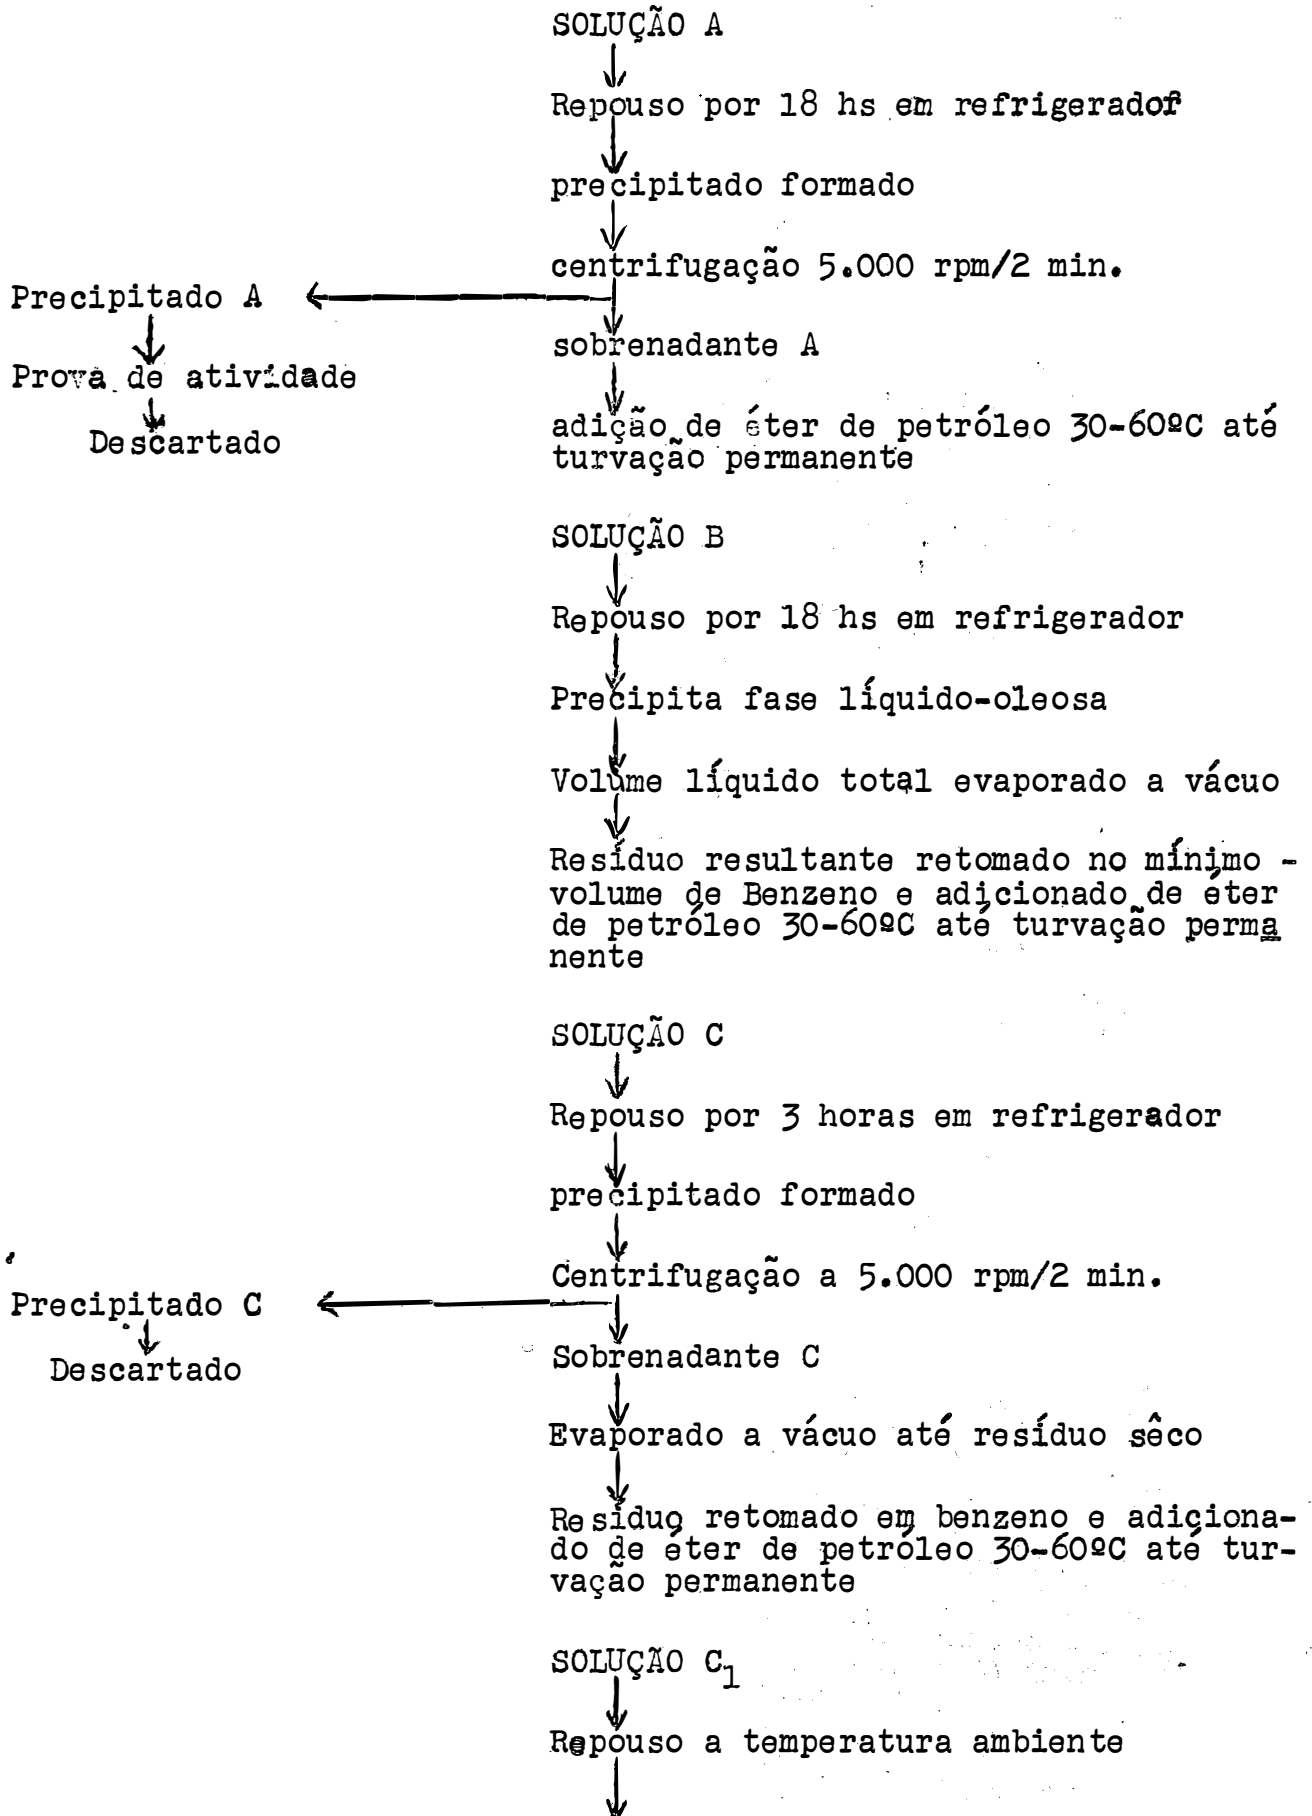 SOLUÇÃO A
Repouso por 18 hs em refrigerador
precipitado formado
centrifugação 5.000 rpm/2 min.
Precipitado A
sobrenadante A
Prova de atividade
adição de éter de petróleo 30-60ºC até
Descartado
turvação permanente
SOLUÇÃO B
Repouso por 18 hs em refrigerador
Precipita fase líquido-oleosa
Volume líquido total evaporado a vácuo
Resíduo resultante retomado no mínimo -
volume de Benzeno e adicionado de éter
de petróleo 30-60ºC até turvação perma
nente
SOLUÇÃO C
Repouso por 3 horas em refrigerador
precipitado formado
Centrifugação a 5.000 rpm/2 min.
Precipitado C
Sobrenadante C
Descartado
Evaporado a vácuo até resíduo sêco
Resíduo retomado em benzeno e adiciona-
do de éter de petróleo 30-60ºC até tur-
vação permanente
SOLUÇÃO C1
Repouso a temperatura ambiente